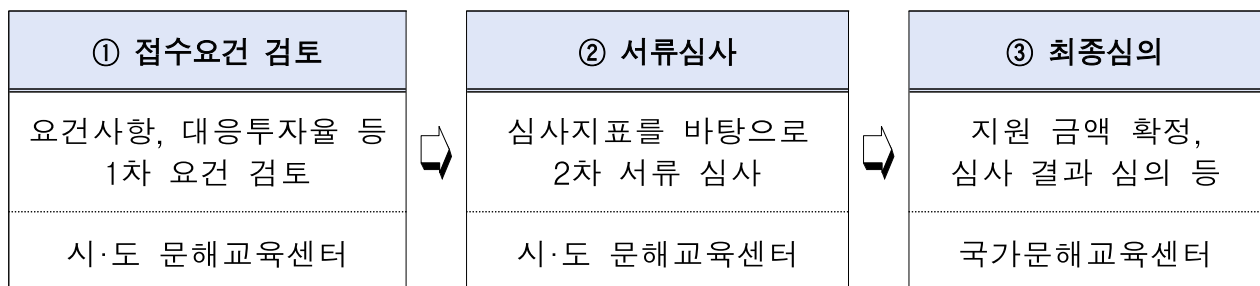 ① 접수요건 검토
요건사항, 대응투자율 등
1차 요건 검토
시·도 문해교육센터
② 서류심사
심사지표를 바탕으로
2차 서류 심사
시·도 문해교육센터
③ 최종심의
지원 금액 확정,
심사 결과 심의 등
국가문해교육센터